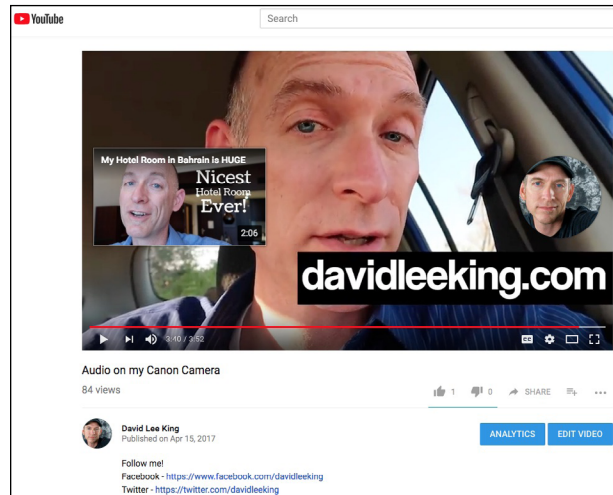 YouTube
Search
My Hotel Room in Bahrain is HUGE
Nicest
Hotel Room
Ever!
2:06
davidleeking.com
3:40 / 3:52
CC
Audio on my Canon Camera
84 views
1 0 SHARE
David Lee King
Published on Apr 15, 2017
ANALYTICS EDIT VIDEO
Follow me!
Facebook - https://www.facebook.com/davidleeking
Twitter - https://twitter.com/davidleeking